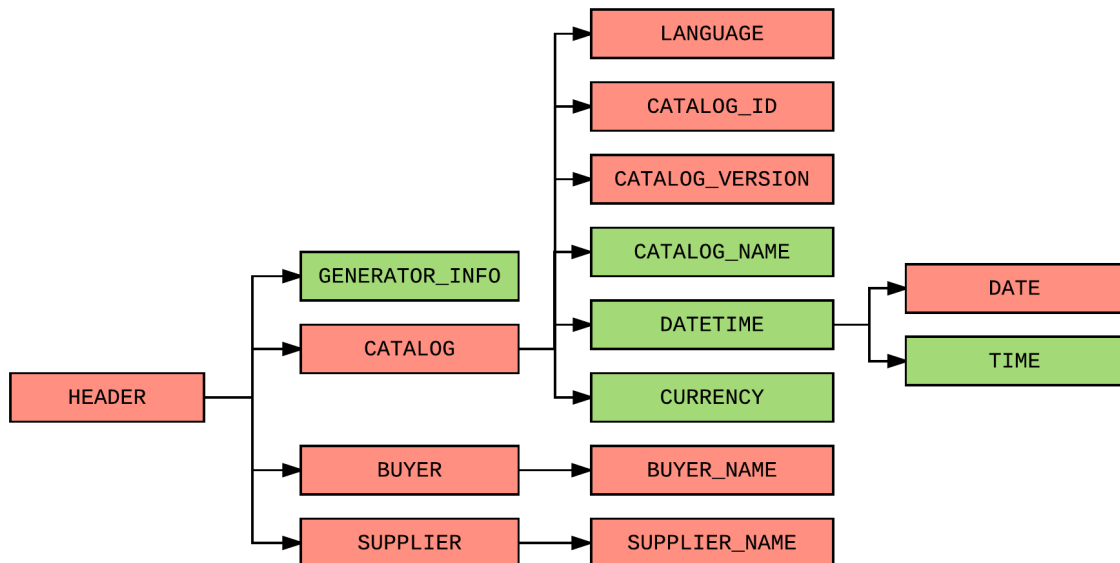 LANGUAGE
CATALOG_ID
CATALOG_VERSION
CATALOG_NAME
GENERATOR_INFO
DATE
DATETIME
CATALOG
TIME
HEADER
CURRENCY
BUYER
BUYER_NAME
SUPPLIER
SUPPLIER_NAME